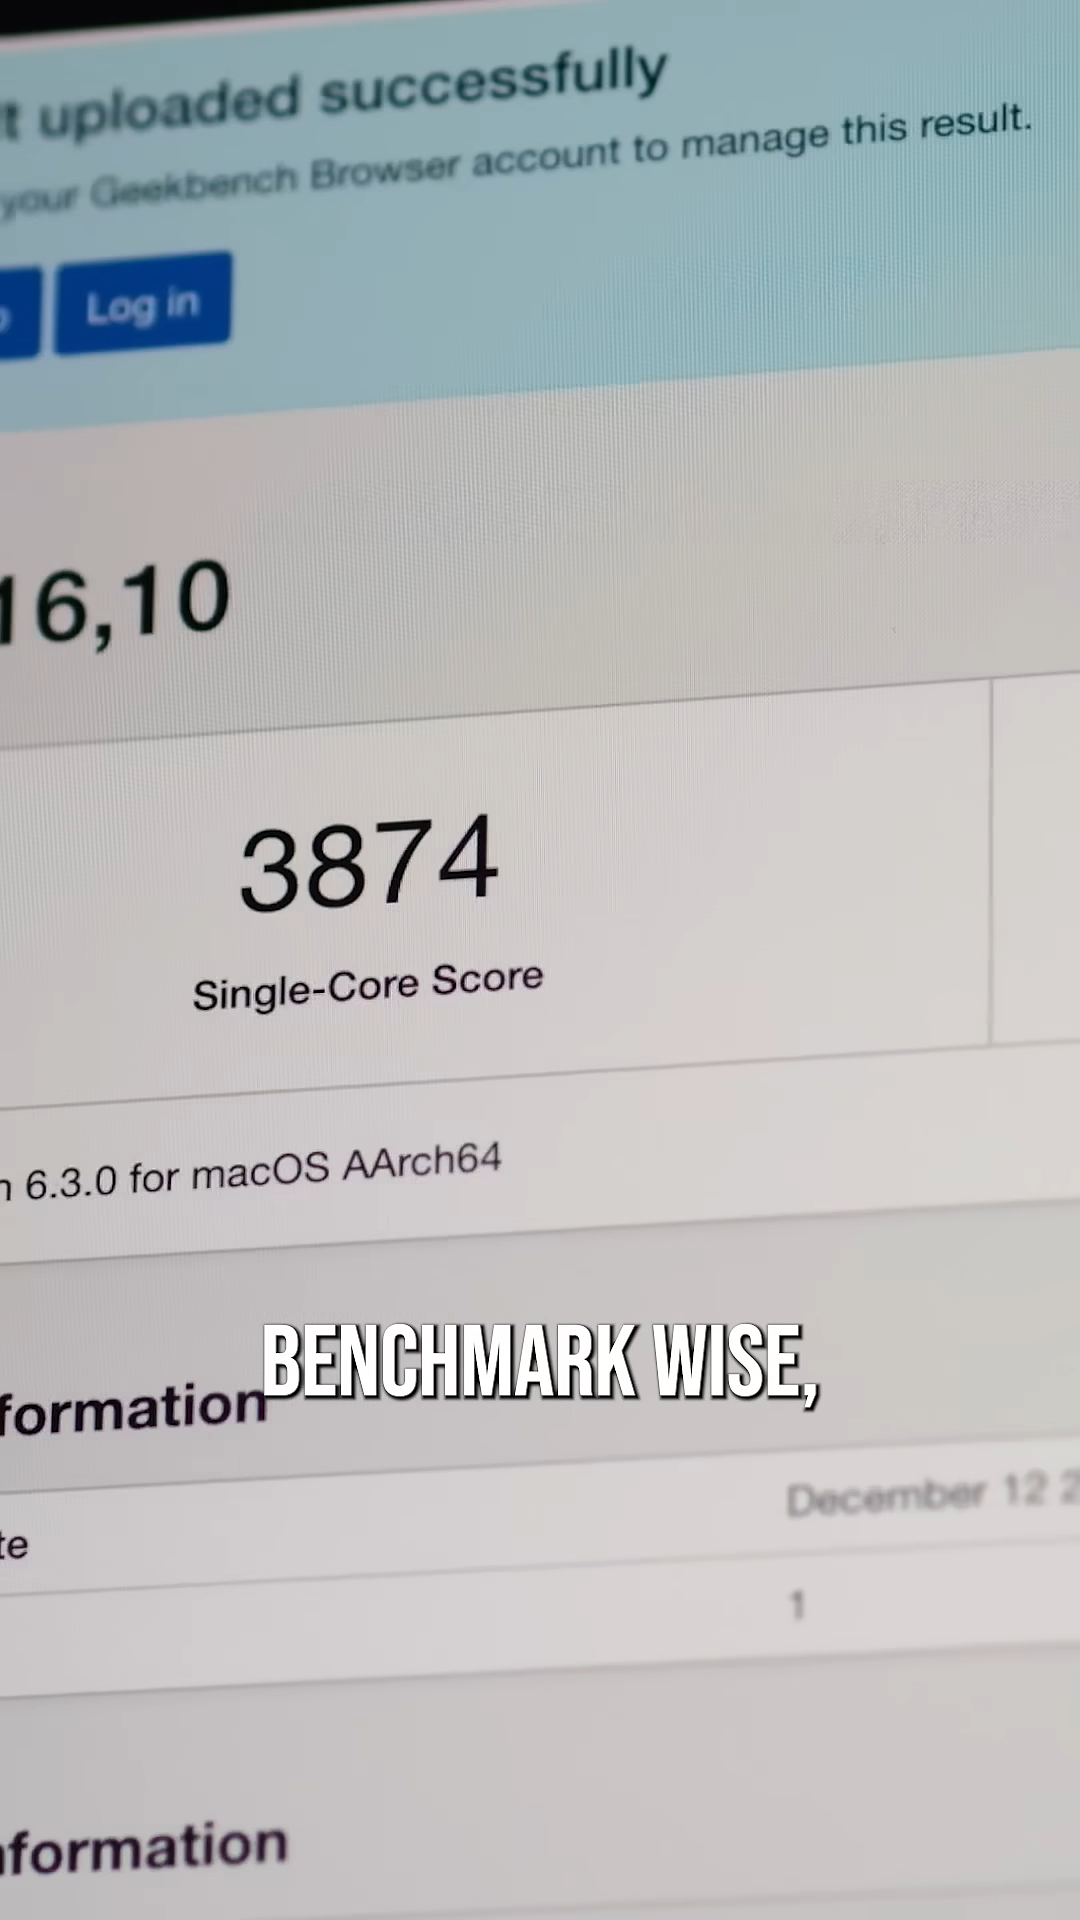 uploaded successfully
your Geekbench Browser account to manage this result.
Log in
16,10
3874
Single-Core Score
6.3.0 for macOS AArch64
BENCHMARK WISE,
formation
December 12
te
1
formation